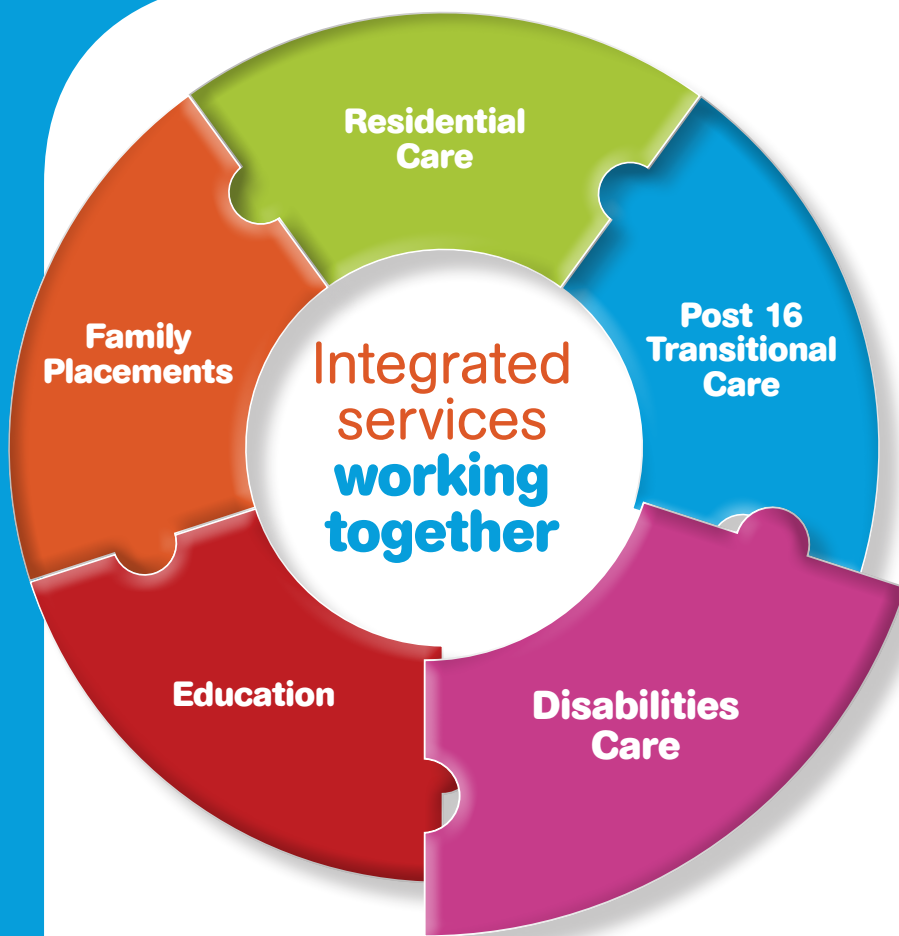 Residential
Care
Post 16
Transitional
Care
Disabilities
Care
Education
Family
Placements
Integrated
services
working
together